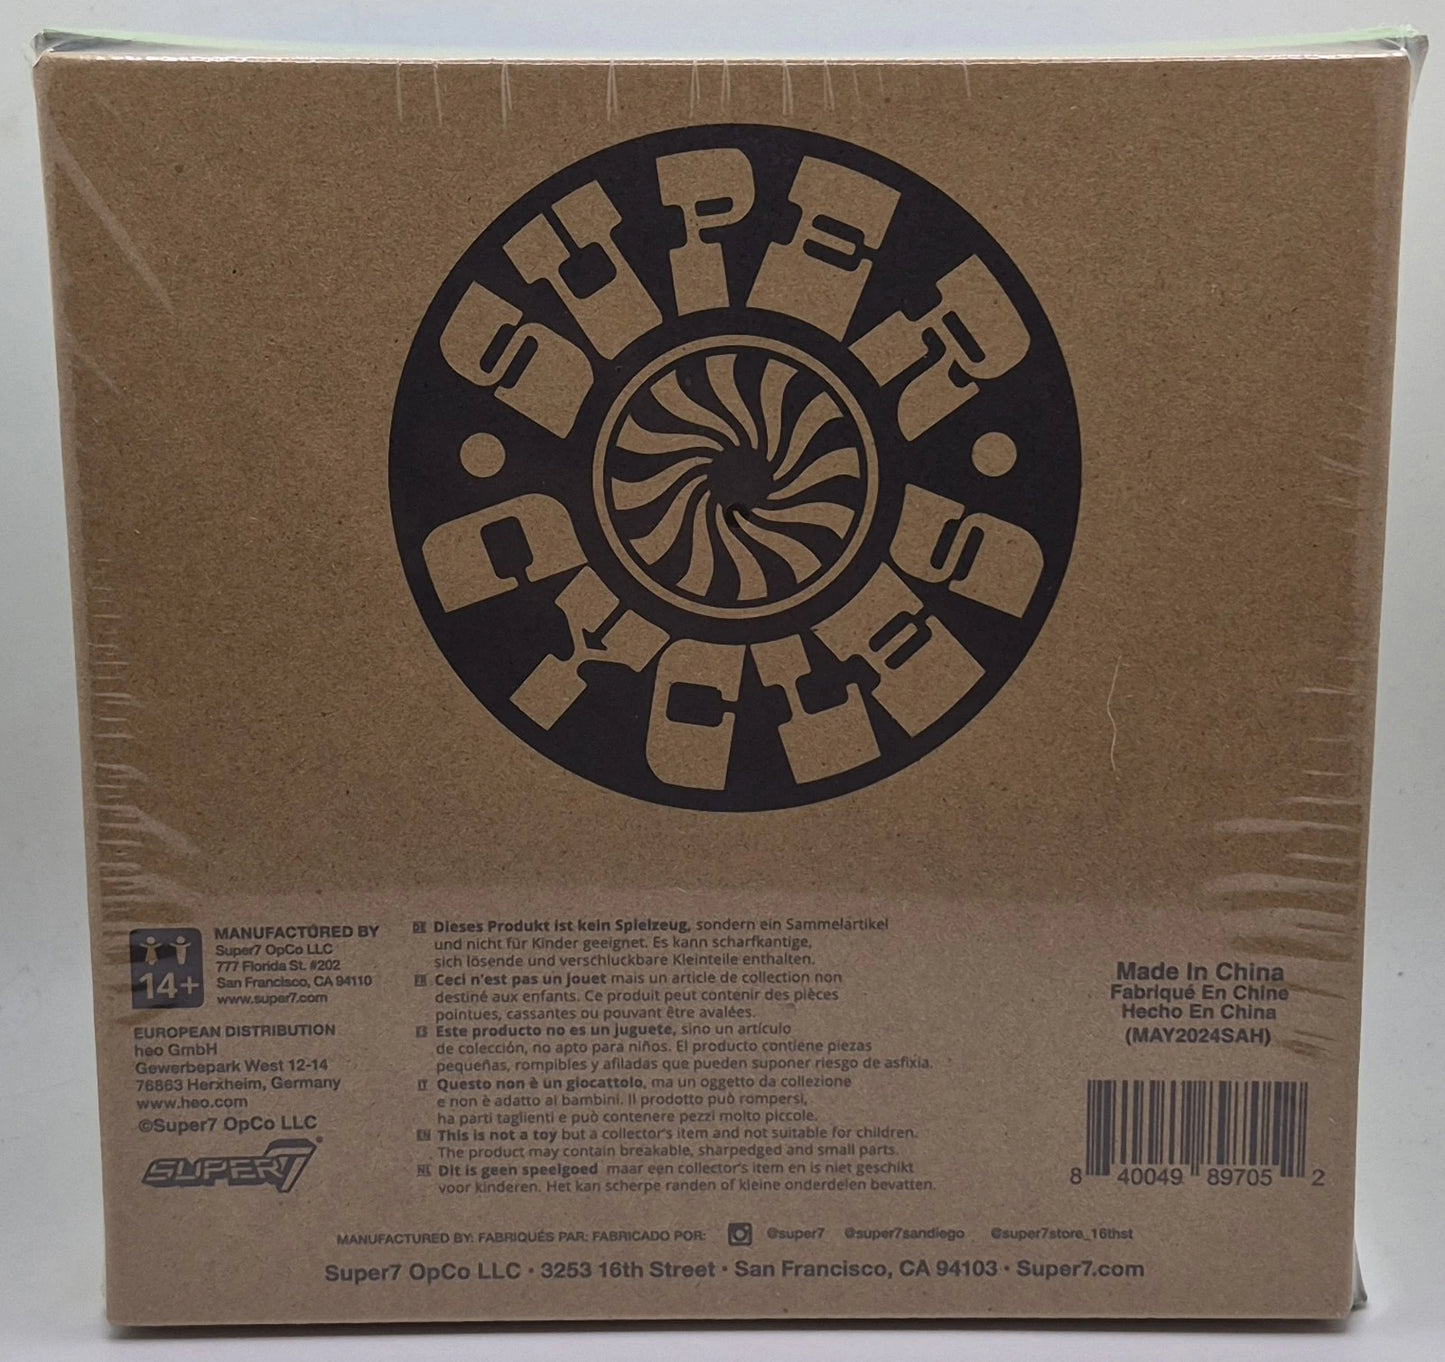 SUPER • CYCLES •
14+
MANUFACTURED BY
Super7 OpCo LLC
777 Florida St. #202
San Francisco, CA 94110
www.super7.com
EUROPEAN DISTRIBUTION
heo GmbH
Gewerbepark West 12-14
76863 Herxheim, Germany
www.heo.com
©Super7 OpCo LLC
SUPER7®
DE Dieses Produkt ist kein Spielzeug, sondern ein Sammelartikel
und nicht für Kinder geeignet. Es kann scharfkantige,
sich lösende und verschluckbare Kleinteile enthalten.
FR Ceci n'est pas un jouet mais un article de collection non
destiné aux enfants. Ce produit peut contenir des pièces
pointues, cassantes ou pouvant être avalées.
ES Este producto no es un juguete, sino un artículo
de colección, no apto para niños. El producto contiene piezas
pequeñas, rompibles y afiladas que pueden suponer riesgo de asfixia.
IT Questo non è un giocattolo, ma un oggetto da collezione
e non è adatto ai bambini. Il prodotto può rompersi,
ha parti taglienti e può contenere pezzi molto piccole.
EN This is not a toy but a collector's item and not suitable for children.
The product may contain breakable, sharpedged and small parts.
NL Dit is geen speelgoed maar een collector's item en is niet geschikt
voor kinderen. Het kan scherpe randen of kleine onderdelen bevatten.
Made In China
Fabriqué En Chine
Hecho En China
(MAY2024SAH)
8 40049 89705 2
MANUFACTURED BY: FABRIQUÉS PAR: FABRICADO POR: @super7 @super7sandiego @super7store_16thst
Super7 OpCo LLC • 3253 16th Street • San Francisco, CA 94103 • Super7.com